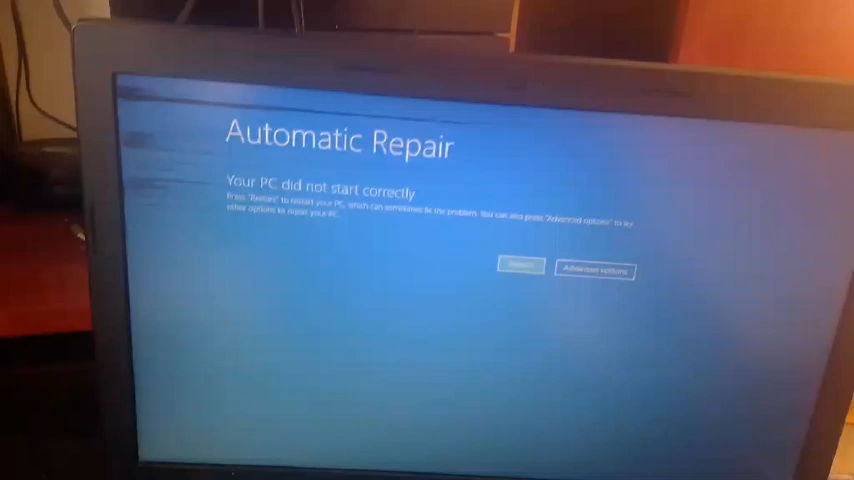 Automatic Repair
Your PC did not start correctly
Press "Restart" to restart your PC, which can sometimes fix the problem. You can also press "Advanced options" to try
other options to repair your PC.
Restart
Advanced options